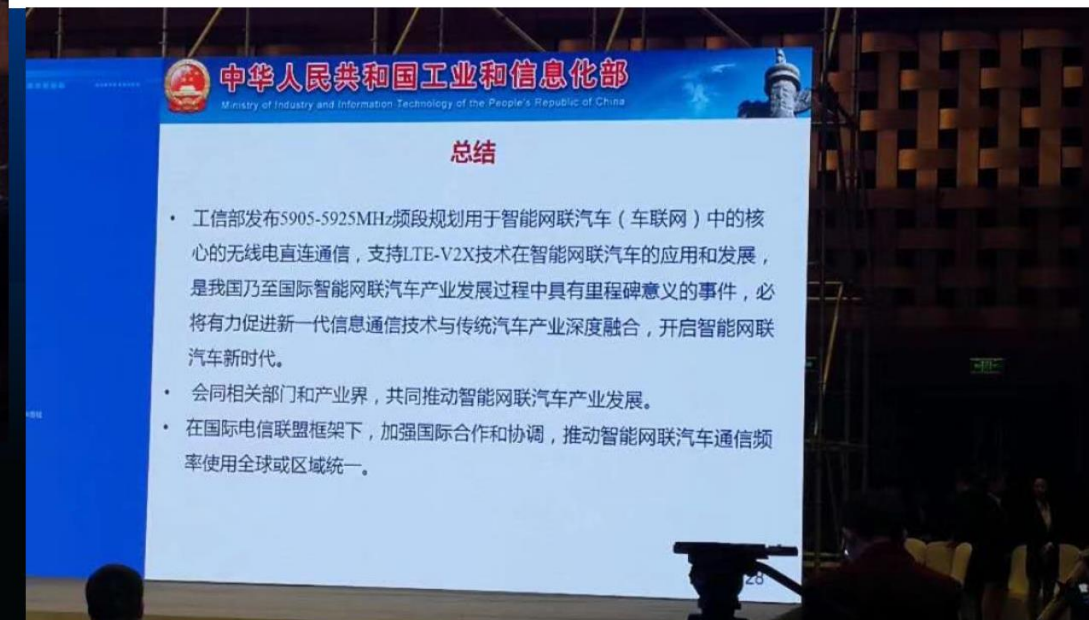 中华人民共和国工业和信息化部
Ministry of Industry and Information Technology of the People's Republic of China
总结
• 工信部发布5905-5925MHz频段规划用于智能网联汽车（车联网）中的核
心的无线电直连通信，支持LTE-V2X技术在智能网联汽车的应用和发展，
是我国乃至国际智能网联汽车产业发展过程中具有里程碑意义的事件，必
将有力促进新一代信息通信技术与传统汽车产业深度融合，开启智能网联
汽车新时代。
• 会同相关部门和产业界，共同推动智能网联汽车产业发展。
• 在国际电信联盟框架下，加强国际合作和协调，推动智能网联汽车通信频
率使用全球或区域统一。
28